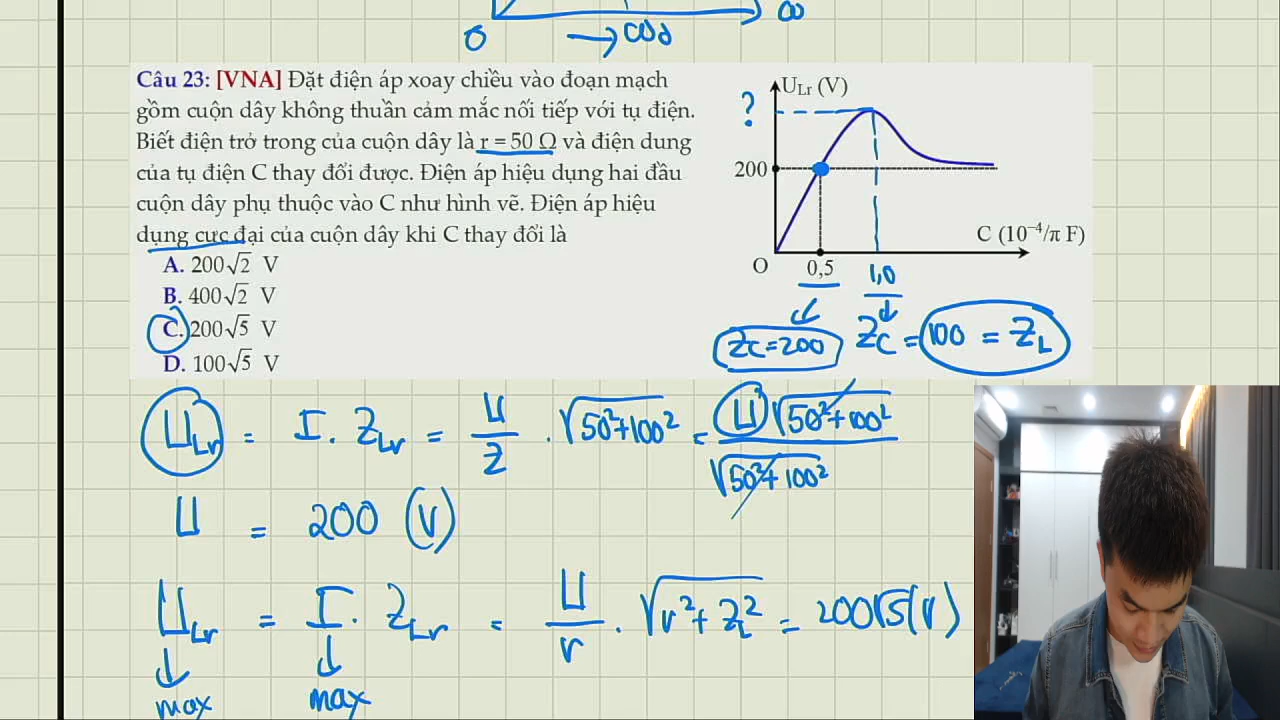 0 → C002 ∞
Câu 23: [VNA] Đặt điện áp xoay chiều vào đoạn mạch
gồm cuộn dây không thuần cảm mắc nối tiếp với tụ điện.
Biết điện trở trong của cuộn dây là r = 50 Ω và điện dung
của tụ điện C thay đổi được. Điện áp hiệu dụng hai đầu
cuộn dây phụ thuộc vào C như hình vẽ. Điện áp hiệu
dụng cực đại của cuộn dây khi C thay đổi là
A. 200√2 V
B. 400√2 V
C. 200√5 V
D. 100√5 V
U_Lr (V)
?
200
C (10⁻⁴/π F)
O 0,5 1,0
Z_C = 200 Z_C = 100 = Z_L
U_Lr = I . Z_Lr = U/Z . √(50²+100²) = U√(50²+100²)/√(50²+100²)
U = 200 (V)
U_Lr = I . Z_Lr = U/r . √(r²+Z_L²) = 200√5 (V)
max max